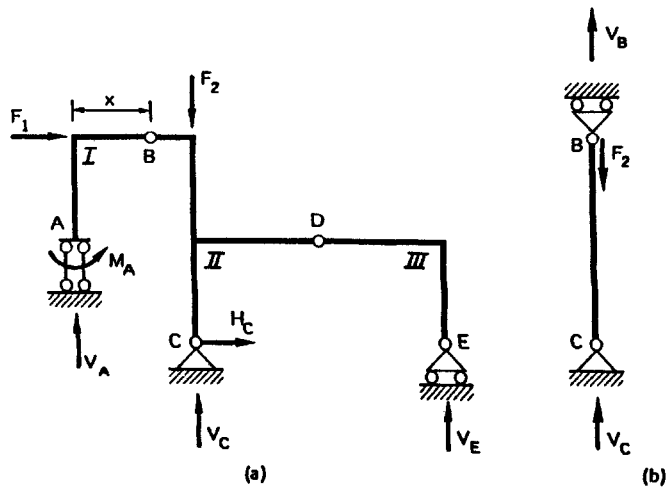 F₂
x
F₁
I
B
A
D
M_A
II
III
C
H_C
E
V_A
V_C
V_E
(a)
V_B
B
F₂
C
V_C
(b)